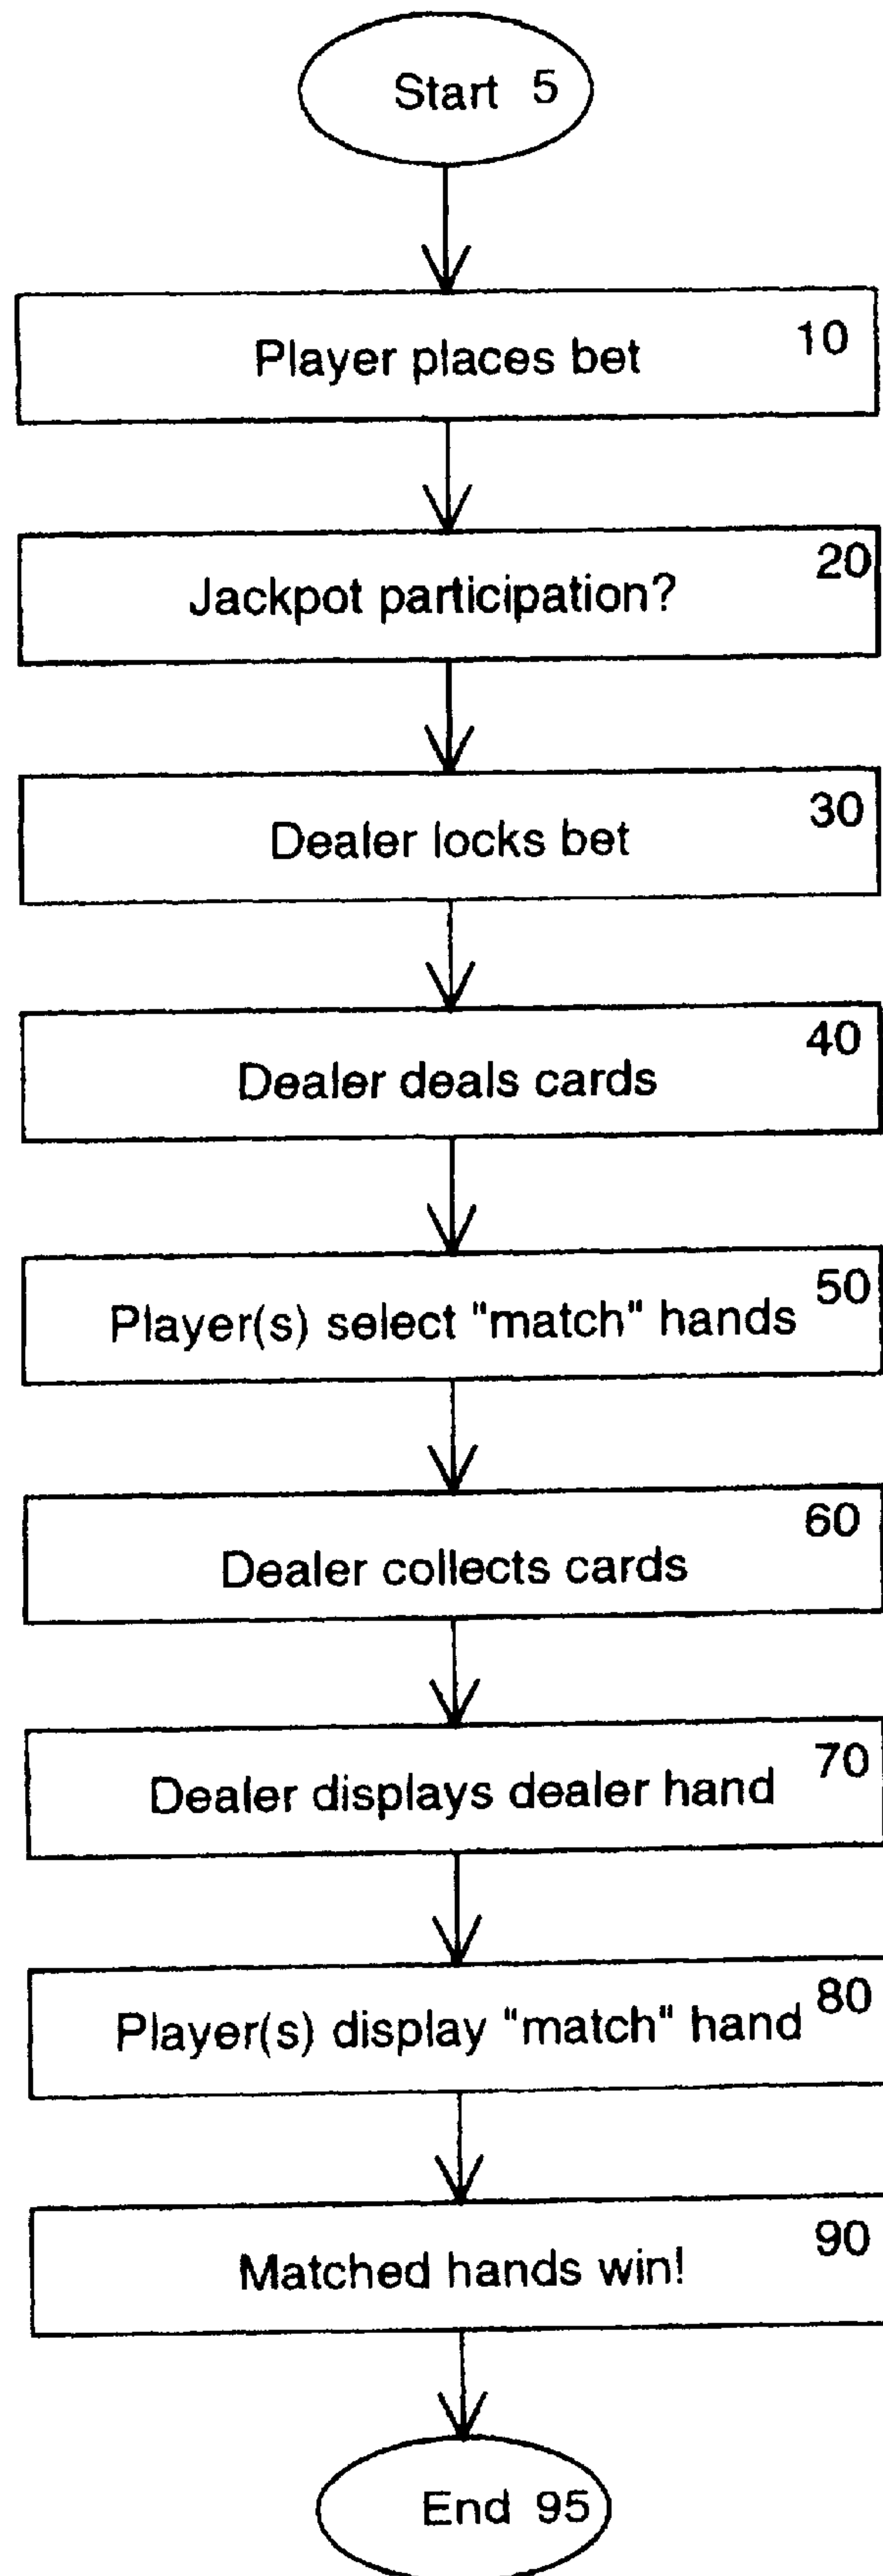 Start 5
Player places bet 10
Jackpot participation? 20
Dealer locks bet 30
Dealer deals cards 40
Player(s) select "match" hands 50
Dealer collects cards 60
Dealer displays dealer hand 70
Player(s) display "match" hand 80
Matched hands win! 90
End 95